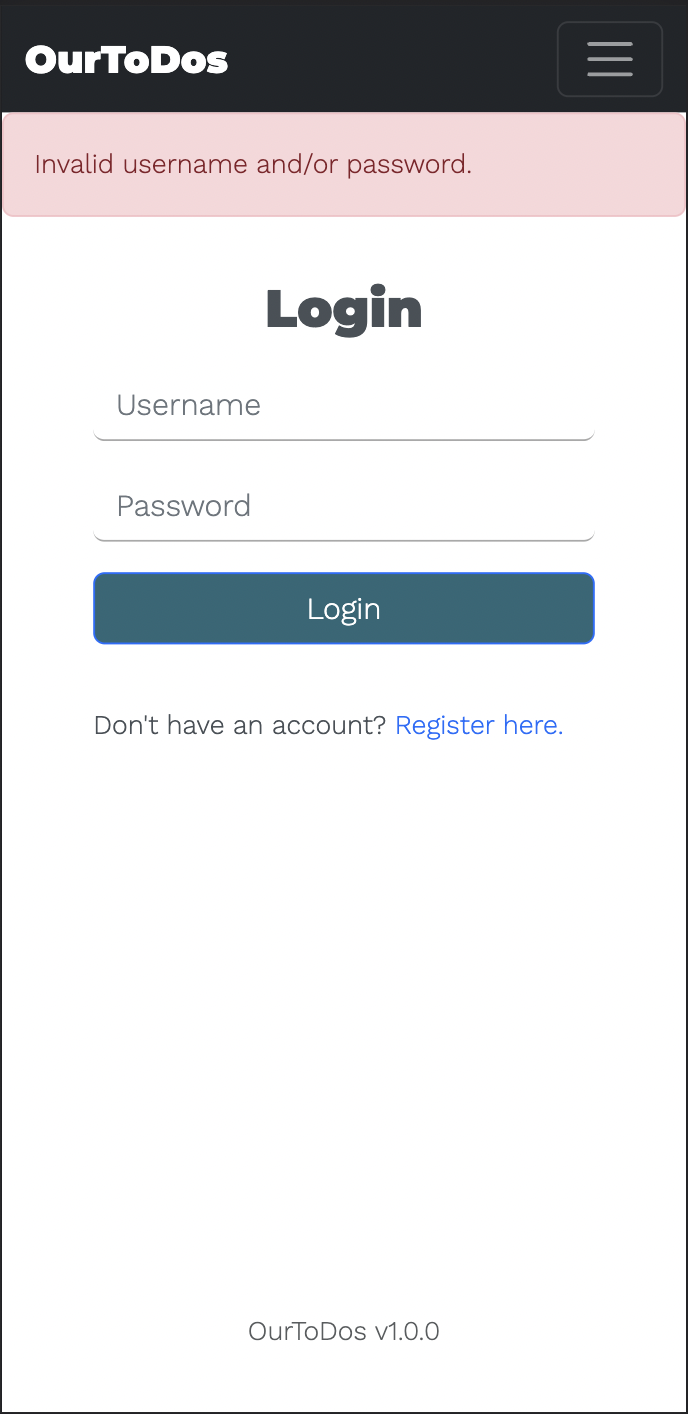 OurToDos
Invalid username and/or password.
Login
Username
Password
Login
Don't have an account? Register here.
OurToDos v1.0.0